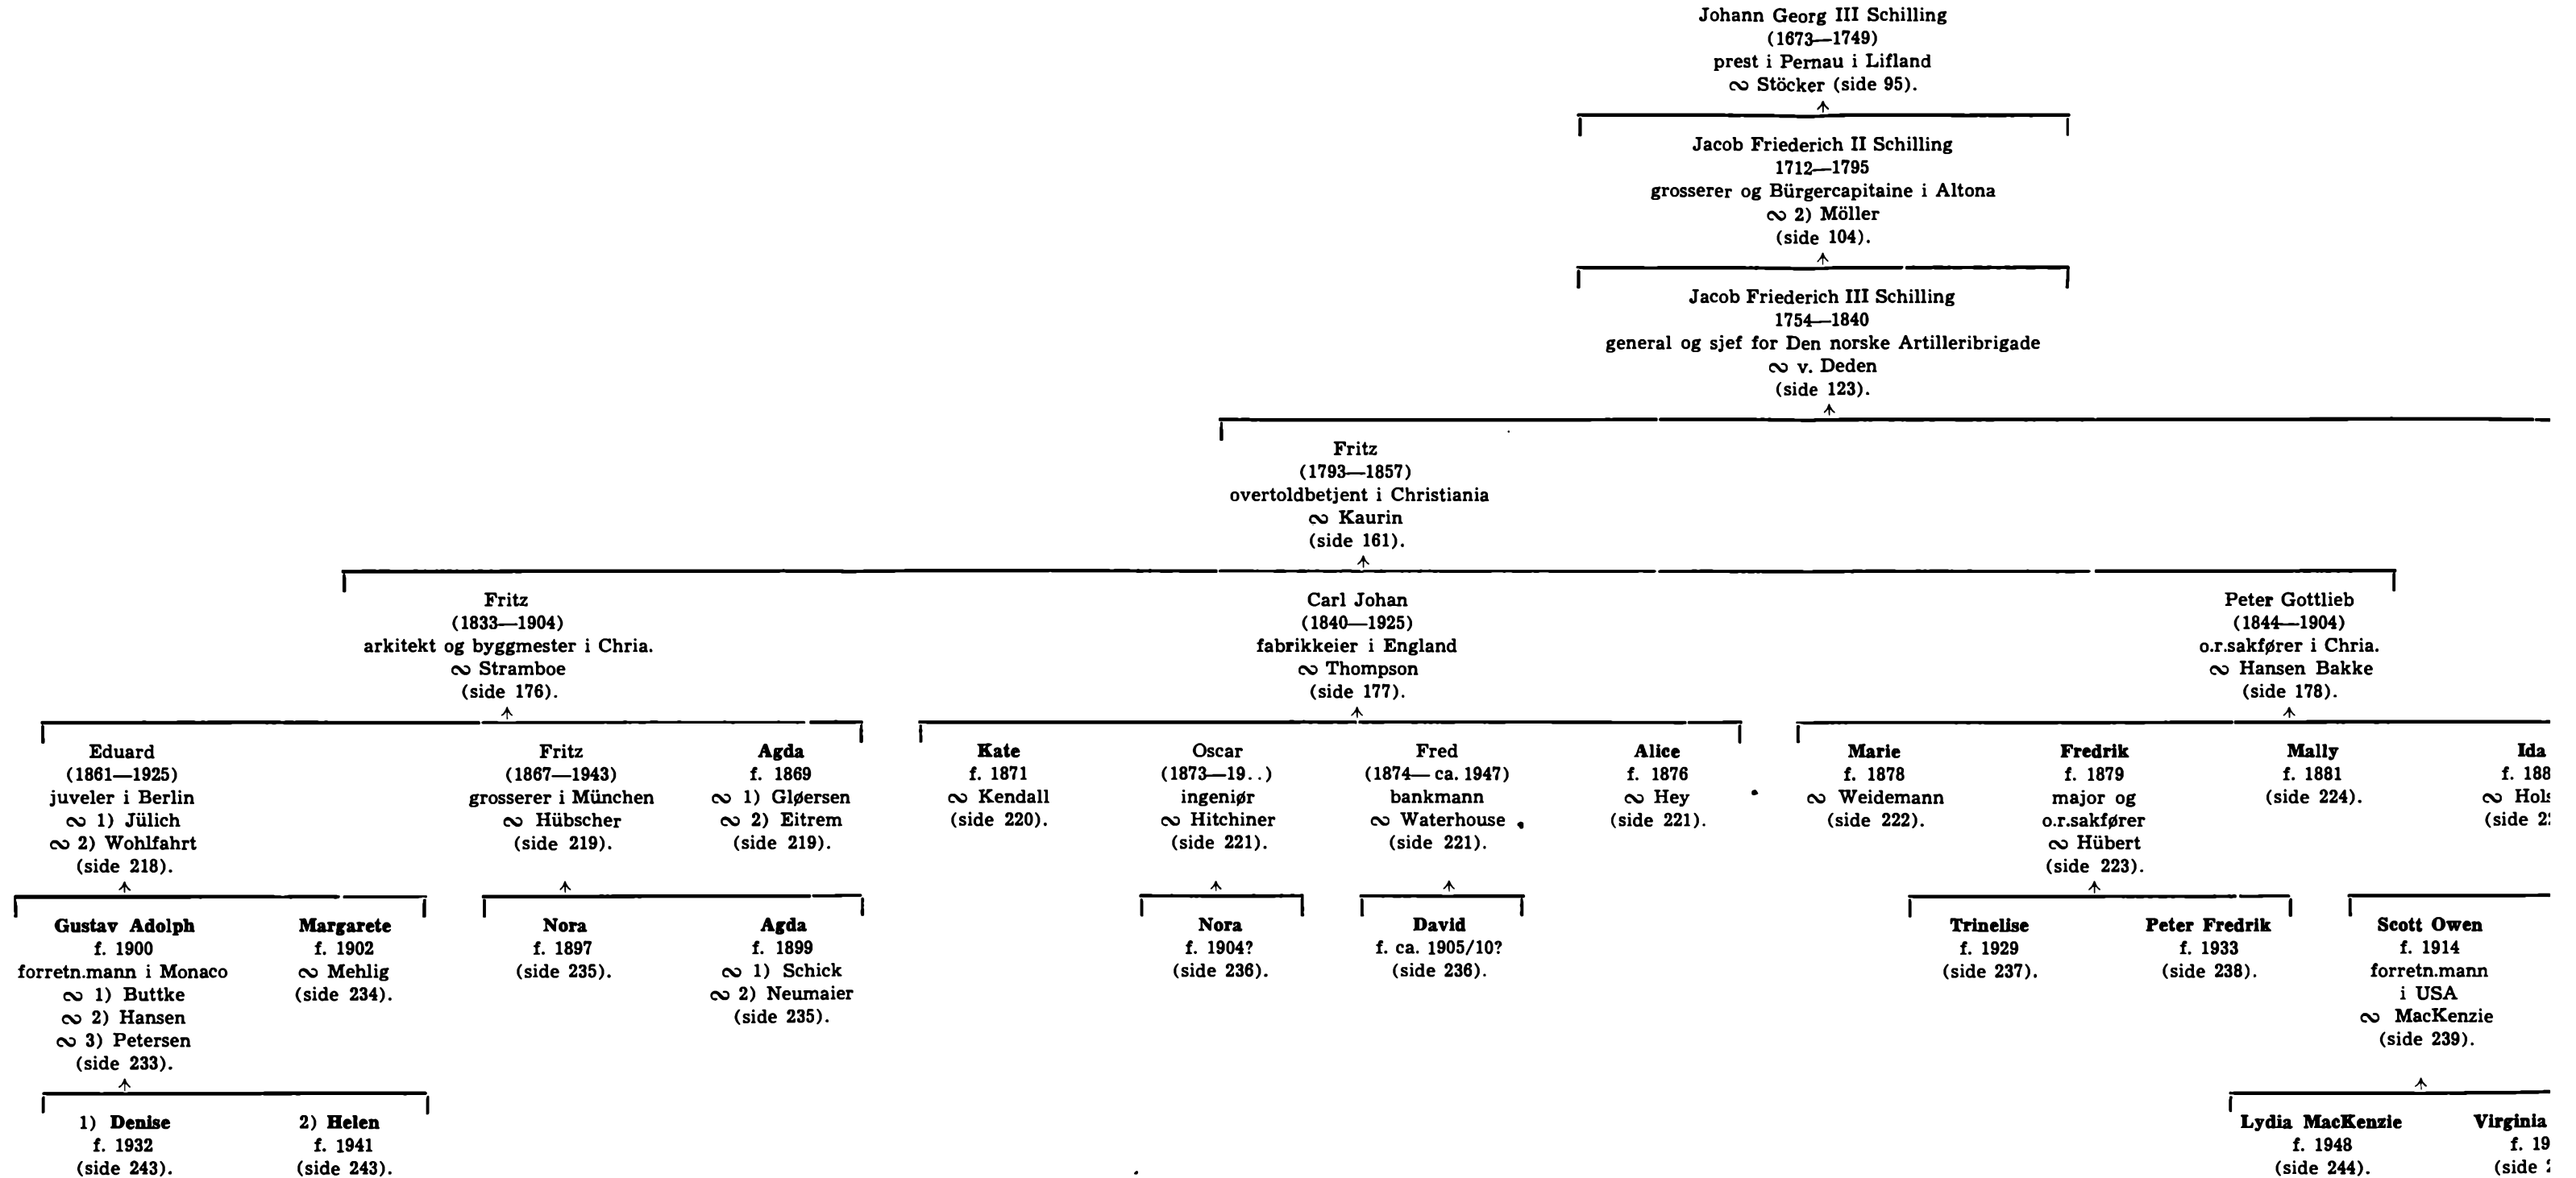 Johann Georg III Schilling
(1673—1749)
prest i Pernau i Lifland
∾ Stöcker (side 95).
Jacob Friederich II Schilling
1712—1795
grosserer og Bürgercapitaine i Altona
∾ 2) Möller
(side 104).
Jacob Friederich III Schilling
1754—1840
general og sjef for Den norske Artilleribrigade
∾ v. Deden
(side 123).
Fritz
(1793—1857)
overtoldbetjent i Christiania
∾ Kaurin
(side 161).
Fritz
(1833—1904)
arkitekt og byggmester i Chria.
∾ Stramboe
(side 176).
Carl Johan
(1840—1925)
fabrikkeier i England
∾ Thompson
(side 177).
Peter Gottlieb
(1844—1904)
o.r.sakfører i Chria.
∾ Hansen Bakke
(side 178).
Eduard
(1861—1925)
juveler i Berlin
∾ 1) Jülich
∾ 2) Wohlfahrt
(side 218).
Fritz
(1867—1943)
grosserer i München
∾ Hübscher
(side 219).
Agda
f. 1869
∾ 1) Gløersen
∾ 2) Eitrem
(side 219).
Kate
f. 1871
∾ Kendall
(side 220).
Oscar
(1873—19..)
ingeniør
∾ Hitchiner
(side 221).
Fred
(1874— ca. 1947)
bankmann
∾ Waterhouse
(side 221).
Alice
f. 1876
∾ Hey
(side 221).
Marie
f. 1878
∾ Weidemann
(side 222).
Fredrik
f. 1879
major og
o.r.sakfører
∾ Hübert
(side 223).
Mally
f. 1881
(side 224).
Ida
f. 188
∾ Hols
(side 22
Gustav Adolph
f. 1900
forretn.mann i Monaco
∾ 1) Buttke
∾ 2) Hansen
∾ 3) Petersen
(side 233).
Margarete
f. 1902
∾ Mehlig
(side 234).
Nora
f. 1897
(side 235).
Agda
f. 1899
∾ 1) Schick
∾ 2) Neumaier
(side 235).
Nora
f. 1904?
(side 236).
David
f. ca. 1905/10?
(side 236).
Trinelise
f. 1929
(side 237).
Peter Fredrik
f. 1933
(side 238).
Scott Owen
f. 1914
forretn.mann
i USA
∾ MacKenzie
(side 239).
1) Denise
f. 1932
(side 243).
2) Helen
f. 1941
(side 243).
Lydia MacKenzie
f. 1948
(side 244).
Virginia
f. 19
(side